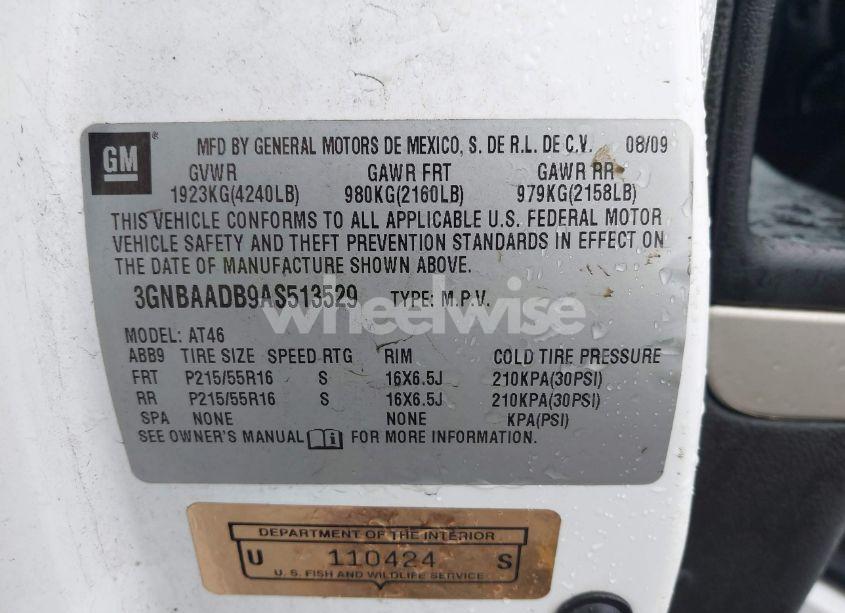 GM ® MFD BY GENERAL MOTORS DE MEXICO, S. DE R.L. DE C.V. 08/09
GVWR GAWR FRT GAWR RR
1923KG(4240LB) 980KG(2160LB) 979KG(2158LB)
THIS VEHICLE CONFORMS TO ALL APPLICABLE U.S. FEDERAL MOTOR
VEHICLE SAFETY AND THEFT PREVENTION STANDARDS IN EFFECT ON
THE DATE OF MANUFACTURE SHOWN ABOVE.
3GNBAADB9AS513529 TYPE: M.P.V.
wheelwise
MODEL: AT46
ABB9 TIRE SIZE SPEED RTG RIM COLD TIRE PRESSURE
FRT P215/55R16 S 16X6.5J 210KPA(30PSI)
RR P215/55R16 S 16X6.5J 210KPA(30PSI)
SPA NONE NONE KPA(PSI)
SEE OWNER'S MANUAL FOR MORE INFORMATION.
DEPARTMENT OF THE INTERIOR
U 110424 S
U. S. FISH AND WILDLIFE SERVICE